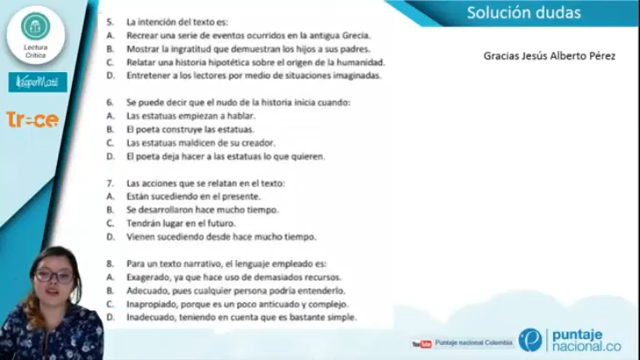 Solución dudas
Lectura
Crítica
Gracias Jesús Alberto Pérez
5. La intención del texto es:
A. Recrear una serie de eventos ocurridos en la antigua Grecia.
B. Mostrar la ingratitud que demuestran los hijos a sus padres.
C. Relatar una historia hipotética sobre el origen de la humanidad.
D. Entretener a los lectores por medio de situaciones imaginadas.
6. Se puede decir que el nudo de la historia inicia cuando:
A. Las estatuas empiezan a hablar.
B. El poeta construye las estatuas.
C. Las estatuas maldicen de su creador.
D. El poeta deja hacer a las estatuas lo que quieren.
7. Las acciones que se relatan en el texto:
A. Están sucediendo en el presente.
B. Se desarrollaron hace mucho tiempo.
C. Tendrán lugar en el futuro.
D. Vienen sucediendo desde hace mucho tiempo.
8. Para un texto narrativo, el lenguaje empleado es:
A. Exagerado, ya que hace uso de demasiados recursos.
B. Adecuado, pues cualquier persona podría entenderlo.
C. Inapropiado, porque es un poco anticuado y complejo.
D. Inadecuado, teniendo en cuenta que es bastante simple.
YouTube Puntaje nacional Colombia
puntaje
nacional.co